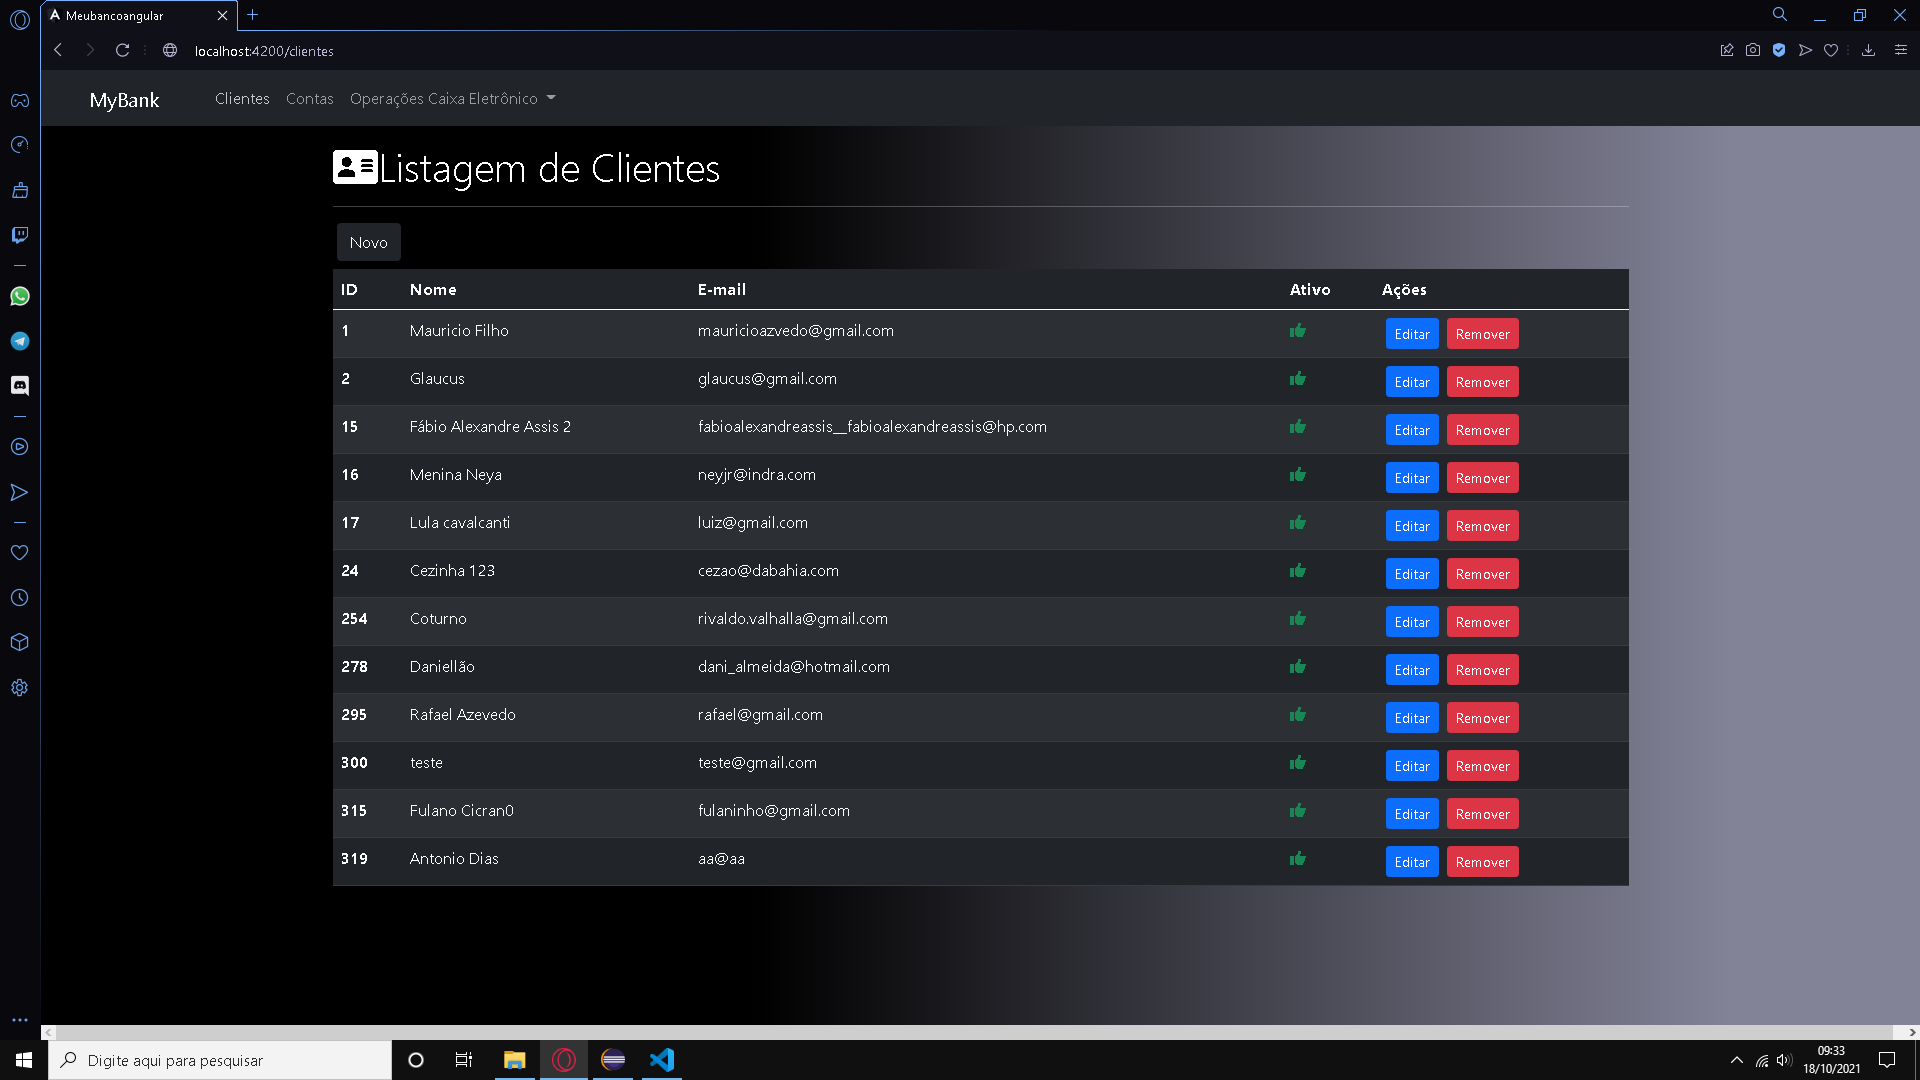 Meubancoangular
localhost:4200/clientes
MyBank Clientes Contas Operações Caixa Eletrônico
Listagem de Clientes
Novo
ID Nome E-mail Ativo Ações
1 Mauricio Filho mauricioazvedo@gmail.com Editar Remover
2 Glaucus glaucus@gmail.com Editar Remover
15 Fábio Alexandre Assis 2 fabioalexandreassis__fabioalexandreassis@hp.com Editar Remover
16 Menina Neya neyjr@indra.com Editar Remover
17 Lula cavalcanti luiz@gmail.com Editar Remover
24 Cezinha 123 cezao@dabahia.com Editar Remover
254 Coturno rivaldo.valhalla@gmail.com Editar Remover
278 Daniellão dani_almeida@hotmail.com Editar Remover
295 Rafael Azevedo rafael@gmail.com Editar Remover
300 teste teste@gmail.com Editar Remover
315 Fulano Cicran0 fulaninho@gmail.com Editar Remover
319 Antonio Dias aa@aa Editar Remover
Digite aqui para pesquisar
09:33
18/10/2021